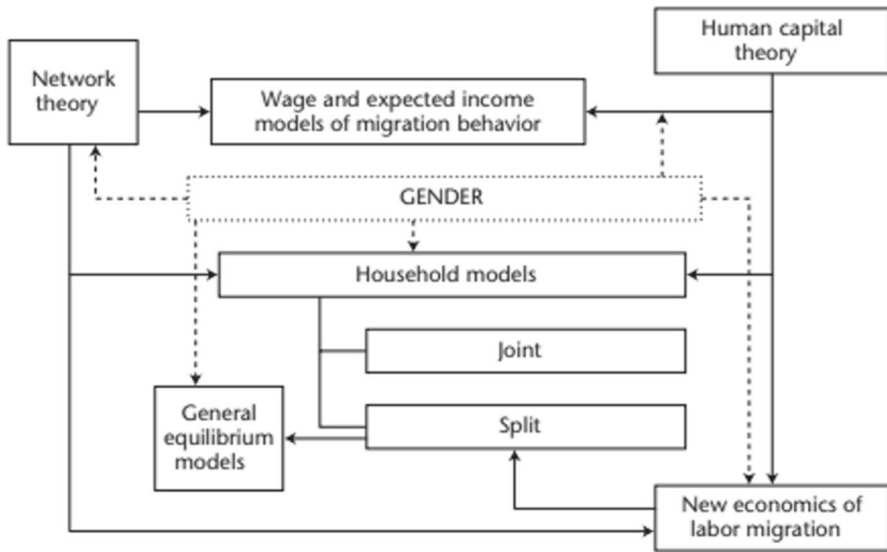 Human capital
theory
Network
theory
Wage and expected income
models of migration behavior
GENDER
Household models
Joint
General
equilibrium
models
Split
New economics of
labor migration